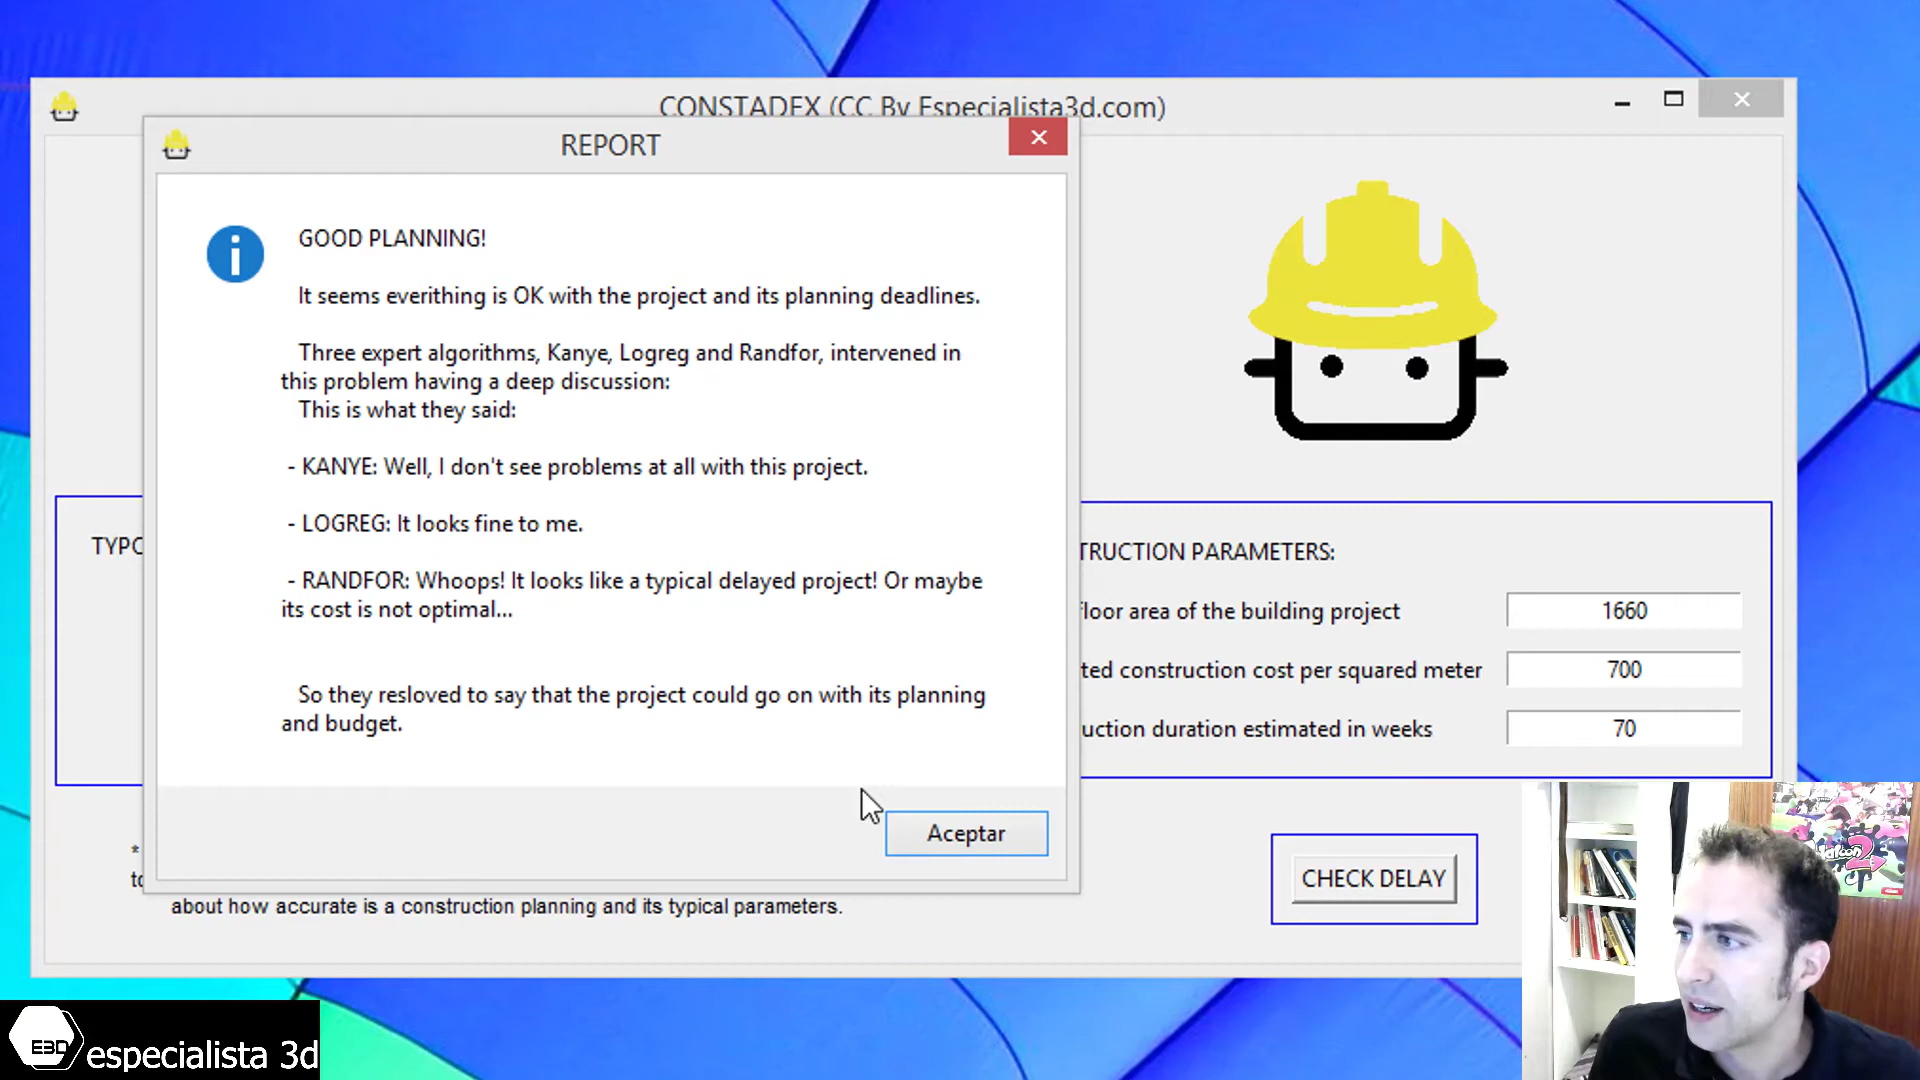 CONSTADEX (CC By Especialista3d.com)
REPORT
GOOD PLANNING!
It seems everithing is OK with the project and its planning deadlines.
Three expert algorithms, Kanye, Logreg and Randfor, intervened in
this problem having a deep discussion:
This is what they said:
- KANYE: Well, I don't see problems at all with this project.
- LOGREG: It looks fine to me.
- RANDFOR: Whoops! It looks like a typical delayed project! Or maybe
its cost is not optimal...
So they resloved to say that the project could go on with its planning
and budget.
Aceptar
TYPO
TRUCTION PARAMETERS:
floor area of the building project
1660
ted construction cost per squared meter
700
uction duration estimated in weeks
70
*
to
about how accurate is a construction planning and its typical parameters.
CHECK DELAY
E3D
especialista 3d